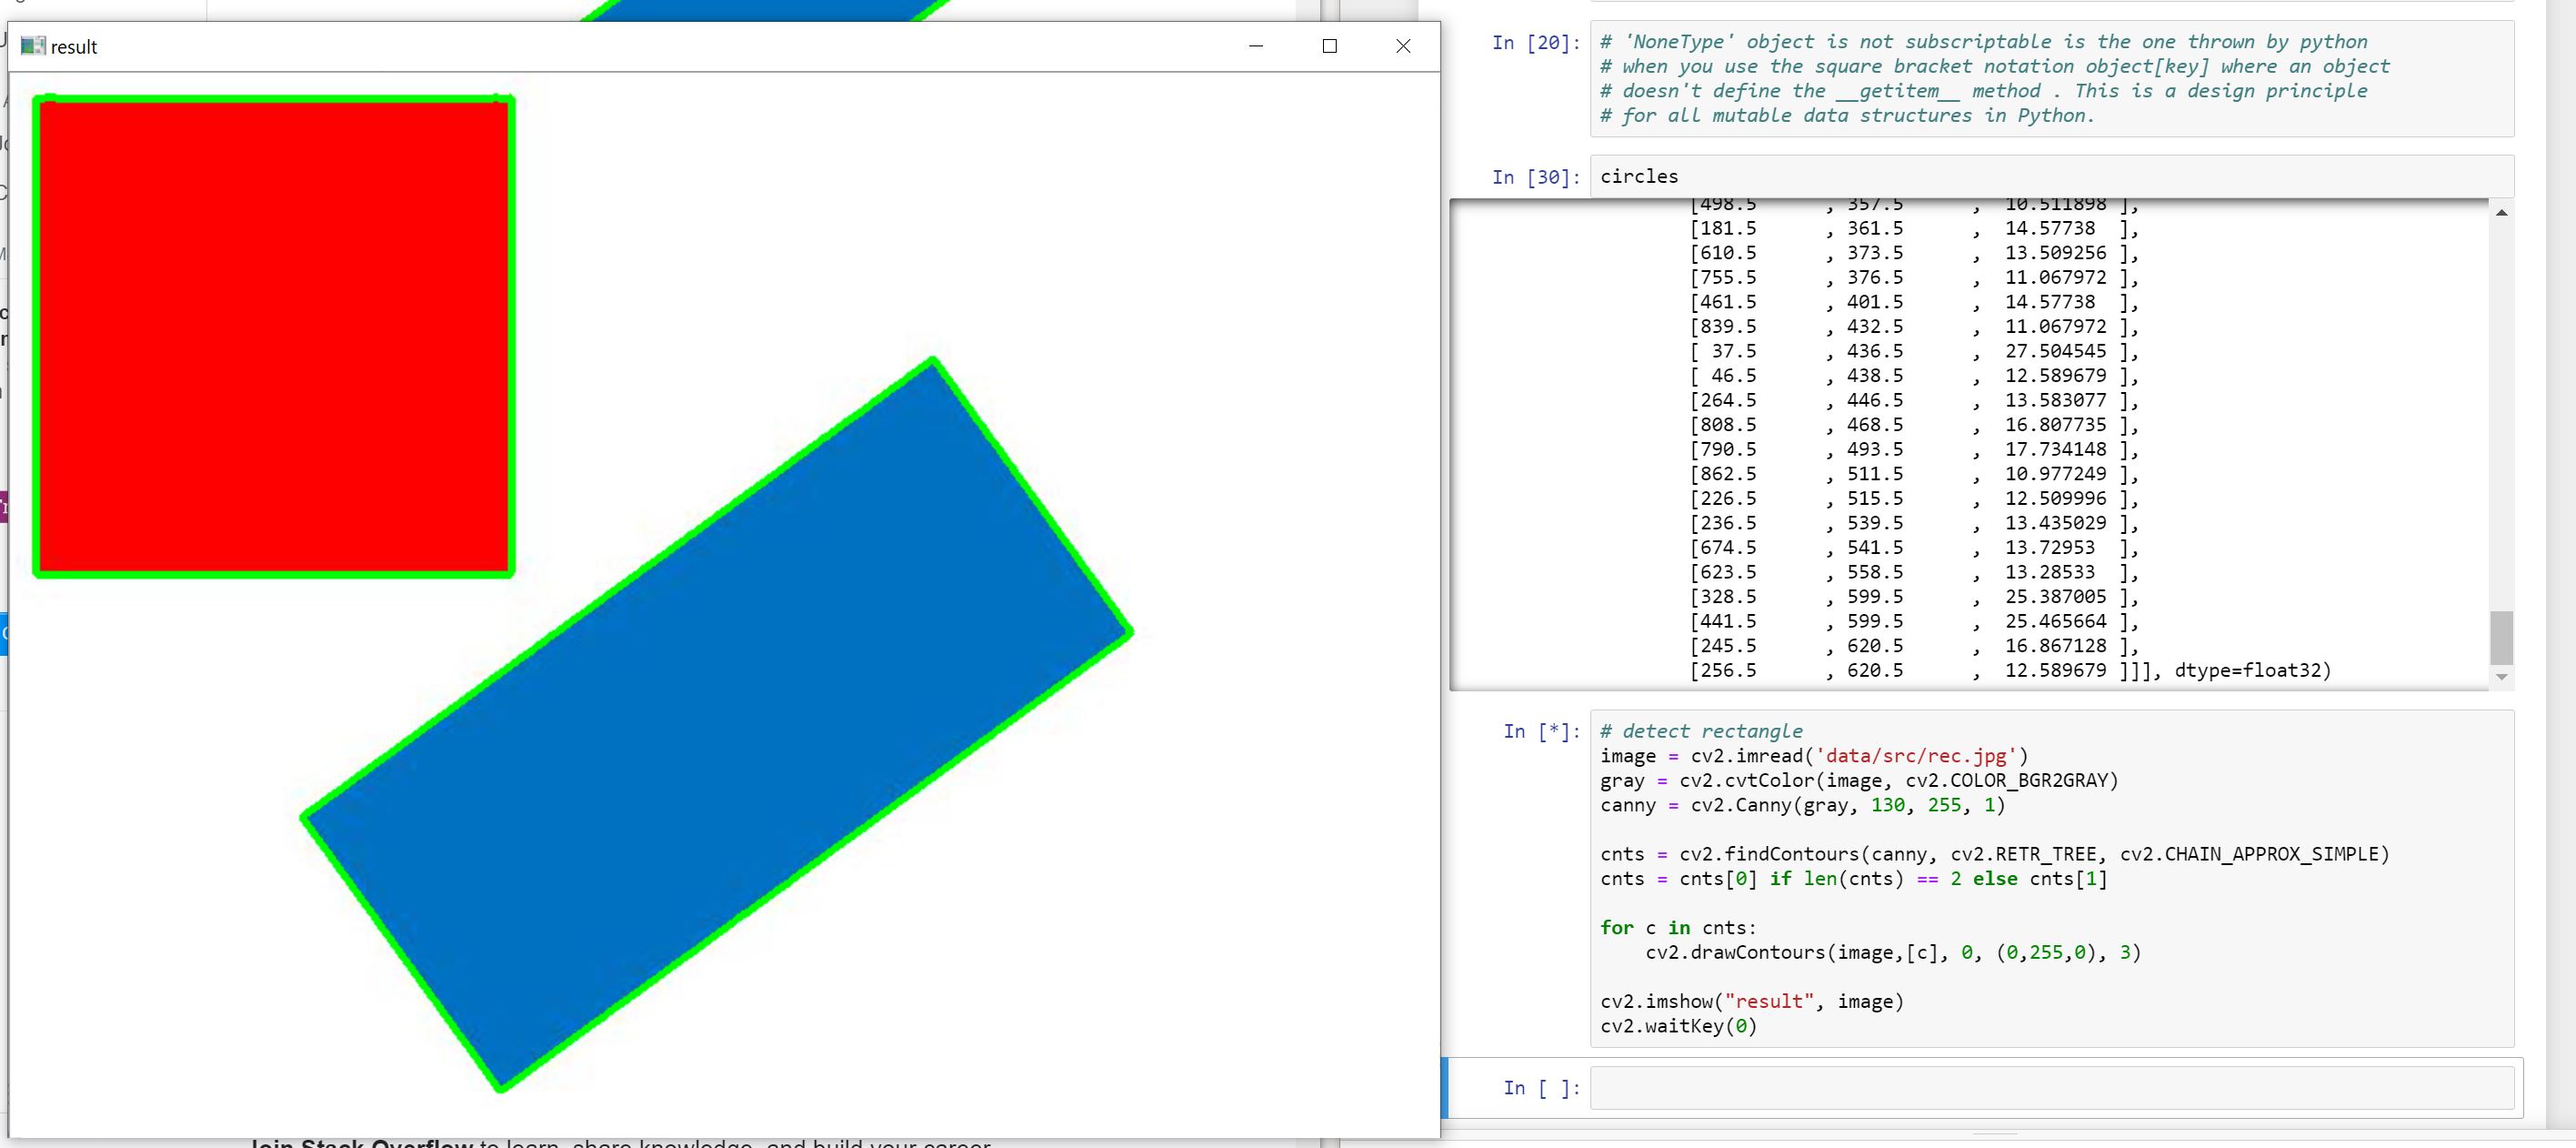 result
In [20]:
# 'NoneType' object is not subscriptable is the one thrown by python
# when you use the square bracket notation object[key] where an object
# doesn't define the __getitem__ method . This is a design principle
# for all mutable data structures in Python.
In [30]:
circles
[498.5 , 357.5 , 10.511898 ],
[181.5 , 361.5 , 14.57738 ],
[610.5 , 373.5 , 13.509256 ],
[755.5 , 376.5 , 11.067972 ],
[461.5 , 401.5 , 14.57738 ],
[839.5 , 432.5 , 11.067972 ],
[ 37.5 , 436.5 , 27.504545 ],
[ 46.5 , 438.5 , 12.589679 ],
[264.5 , 446.5 , 13.583077 ],
[808.5 , 468.5 , 16.807735 ],
[790.5 , 493.5 , 17.734148 ],
[862.5 , 511.5 , 10.977249 ],
[226.5 , 515.5 , 12.509996 ],
[236.5 , 539.5 , 13.435029 ],
[674.5 , 541.5 , 13.72953 ],
[623.5 , 558.5 , 13.28533 ],
[328.5 , 599.5 , 25.387005 ],
[441.5 , 599.5 , 25.465664 ],
[245.5 , 620.5 , 16.867128 ],
[256.5 , 620.5 , 12.589679 ]]], dtype=float32)
In [*]:
# detect rectangle
image = cv2.imread('data/src/rec.jpg')
gray = cv2.cvtColor(image, cv2.COLOR_BGR2GRAY)
canny = cv2.Canny(gray, 130, 255, 1)
cnts = cv2.findContours(canny, cv2.RETR_TREE, cv2.CHAIN_APPROX_SIMPLE)
cnts = cnts[0] if len(cnts) == 2 else cnts[1]
for c in cnts:
    cv2.drawContours(image,[c], 0, (0,255,0), 3)
cv2.imshow("result", image)
cv2.waitKey(0)
In [ ]:
Join Stack Overflow to learn, share knowledge, and build your career